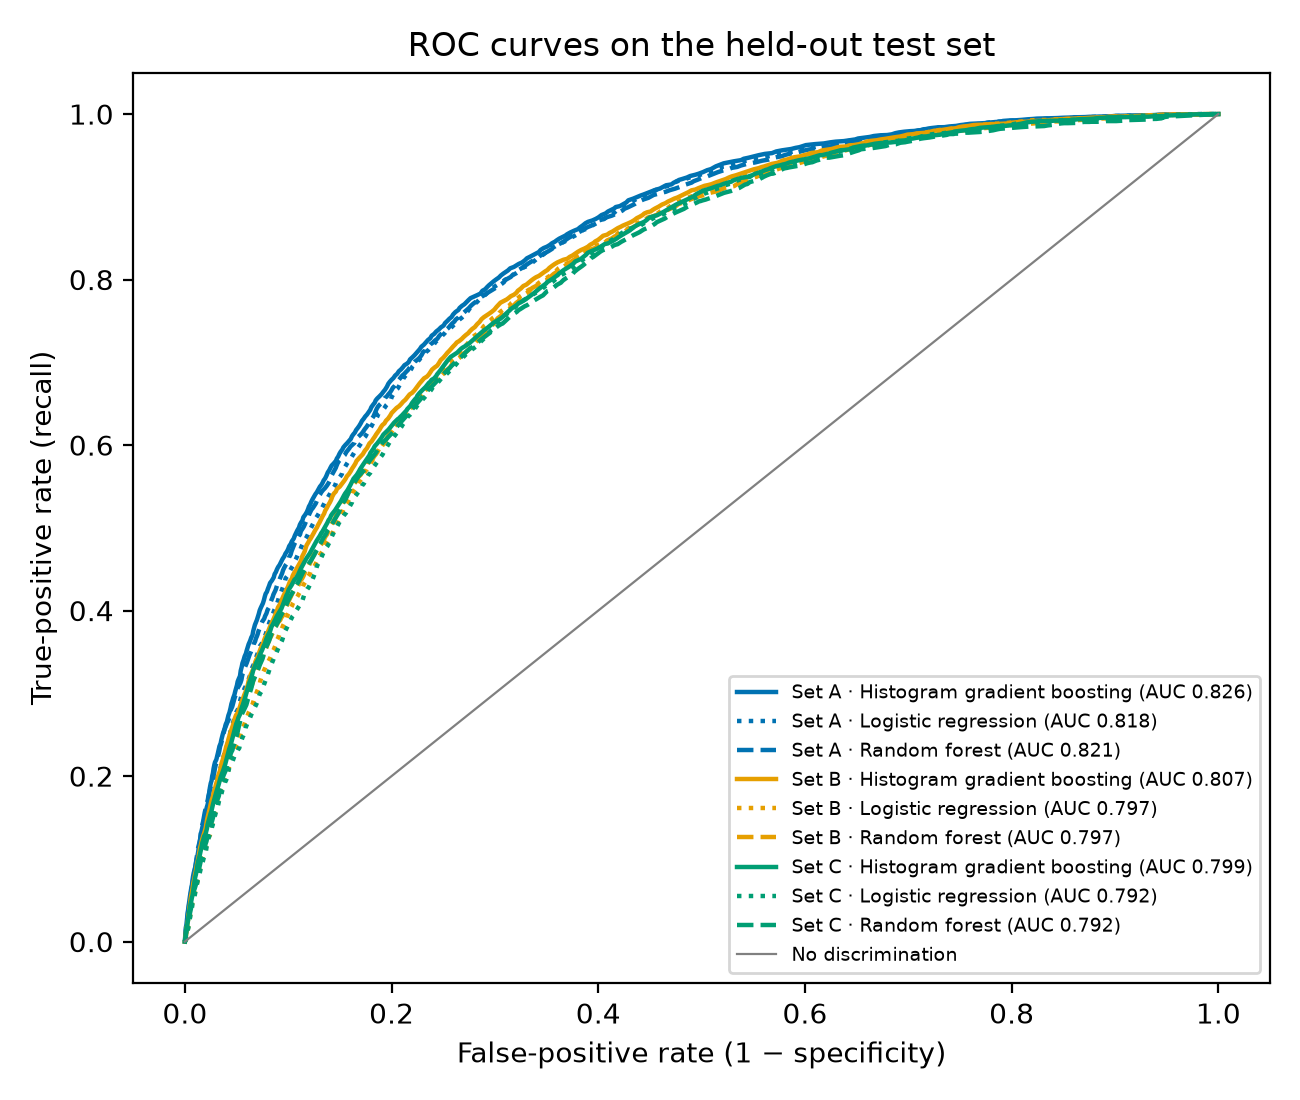 ROC curves on the held-out test set
True-positive rate (recall)
1.0
0.8
0.6
0.4
0.2
0.0
Set A · Histogram gradient boosting (AUC 0.826)
Set A · Logistic regression (AUC 0.818)
Set A · Random forest (AUC 0.821)
Set B · Histogram gradient boosting (AUC 0.807)
Set B · Logistic regression (AUC 0.797)
Set B · Random forest (AUC 0.797)
Set C · Histogram gradient boosting (AUC 0.799)
Set C · Logistic regression (AUC 0.792)
Set C · Random forest (AUC 0.792)
No discrimination
0.0 0.2 0.4 0.6 0.8 1.0
False-positive rate (1 − specificity)